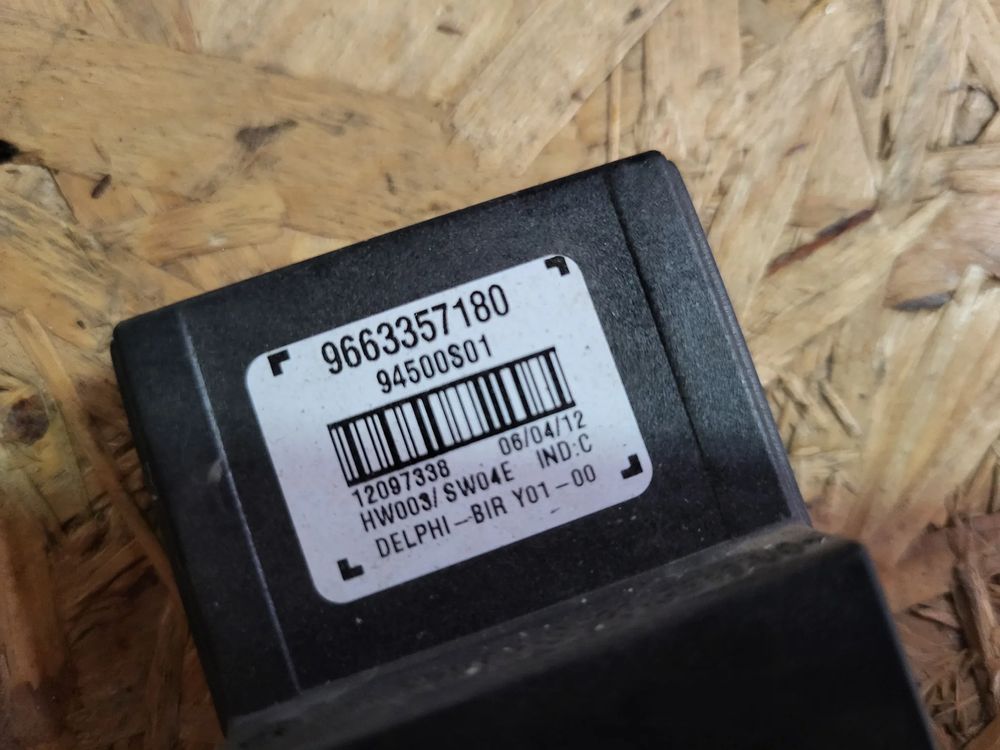 9663357180
94500S01
12097338 06/04/12
HW003/SW04E IND:C
DELPHI-BIR Y01-00